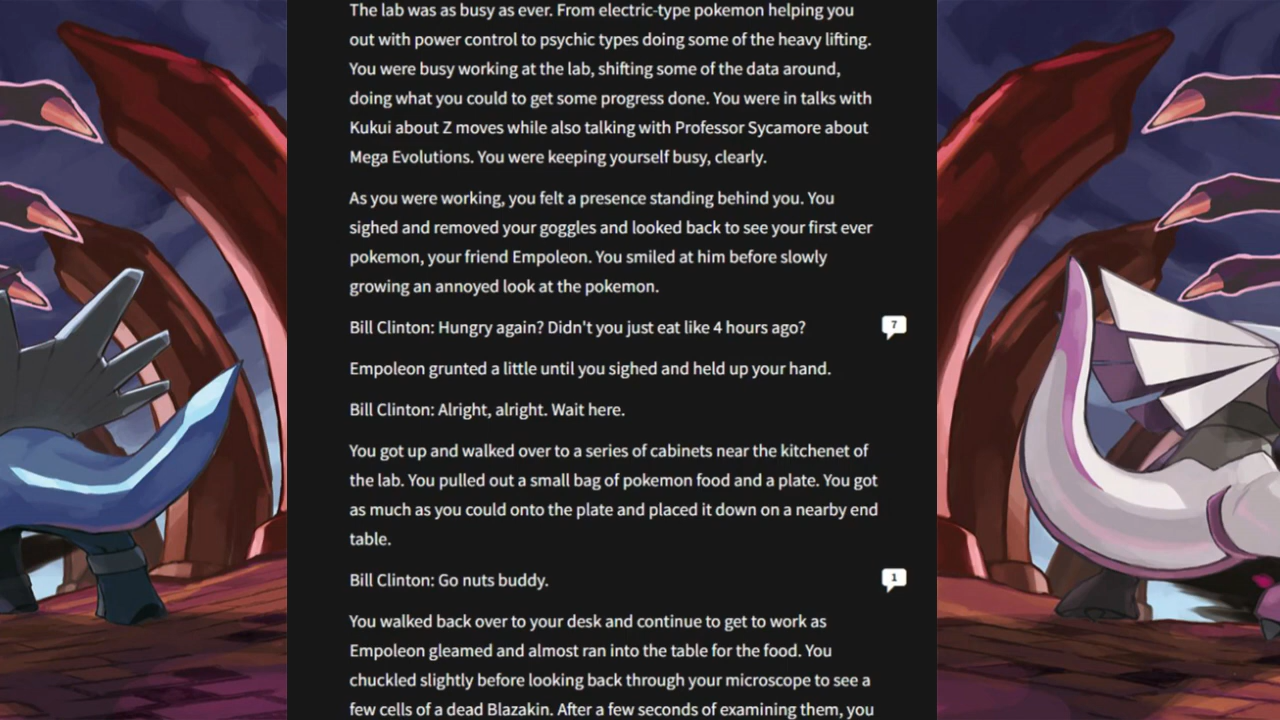 The lab was as busy as ever. From electric-type pokemon helping you
out with power control to psychic types doing some of the heavy lifting.
You were busy working at the lab, shifting some of the data around,
doing what you could to get some progress done. You were in talks with
Kukui about Z moves while also talking with Professor Sycamore about
Mega Evolutions. You were keeping yourself busy, clearly.
As you were working, you felt a presence standing behind you. You
sighed and removed your goggles and looked back to see your first ever
pokemon, your friend Empoleon. You smiled at him before slowly
growing an annoyed look at the pokemon.
Bill Clinton: Hungry again? Didn't you just eat like 4 hours ago? 7
Empoleon grunted a little until you sighed and held up your hand.
Bill Clinton: Alright, alright. Wait here.
You got up and walked over to a series of cabinets near the kitchenet of
the lab. You pulled out a small bag of pokemon food and a plate. You got
as much as you could onto the plate and placed it down on a nearby end
table.
Bill Clinton: Go nuts buddy. 1
You walked back over to your desk and continue to get to work as
Empoleon gleamed and almost ran into the table for the food. You
chuckled slightly before looking back through your microscope to see a
few cells of a dead Blazakin. After a few seconds of examining them, you